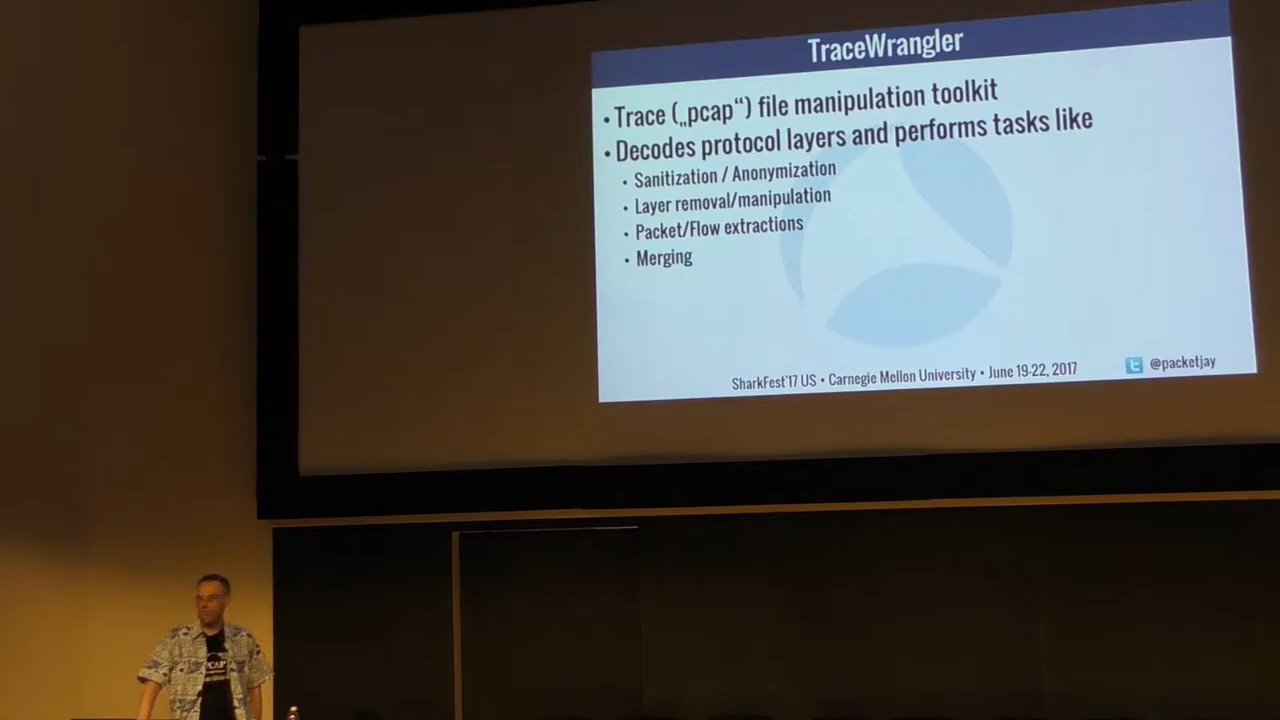 TraceWrangler
• Trace („pcap“) file manipulation toolkit
• Decodes protocol layers and performs tasks like
• Sanitization / Anonymization
• Layer removal/manipulation
• Packet/Flow extractions
• Merging
SharkFest'17 US • Carnegie Mellon University • June 19-22, 2017
@packetjay
PCAP